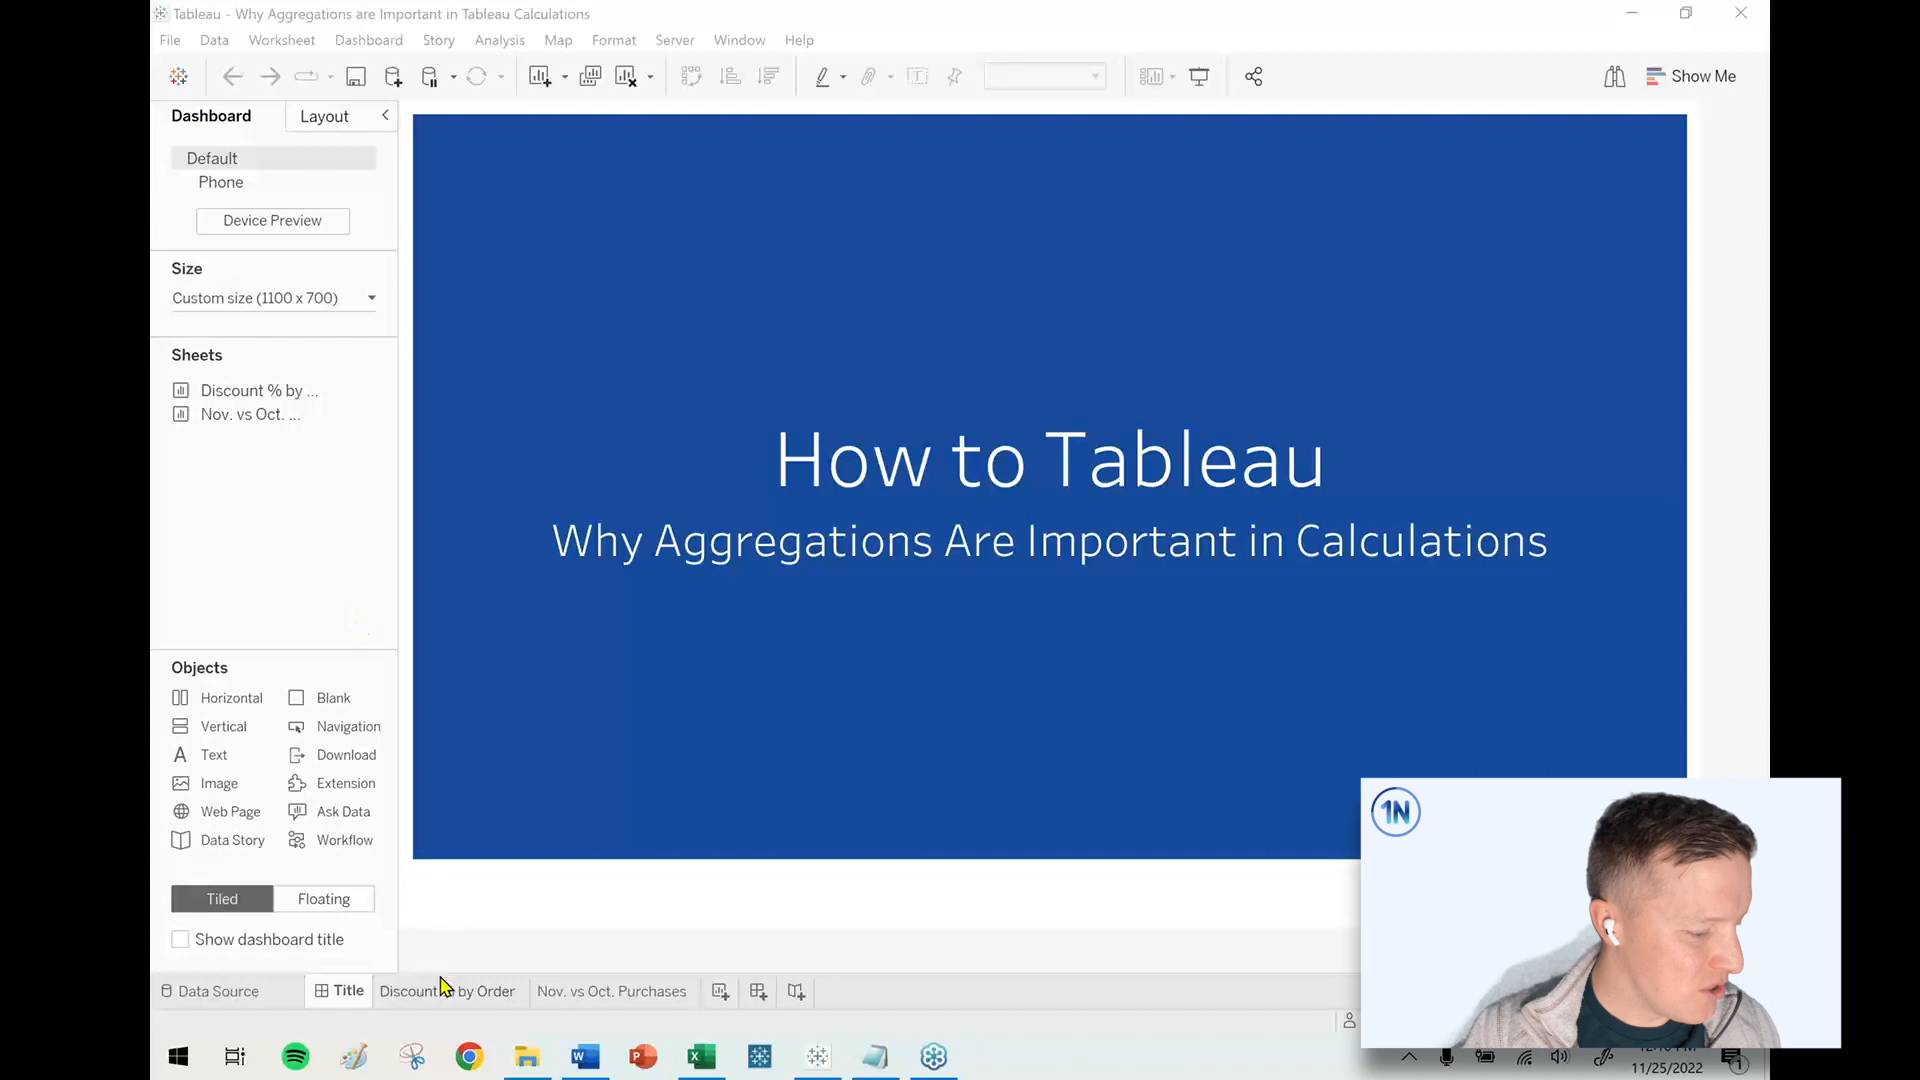 Tableau - Why Aggregations are Important in Tableau Calculations
File Data Worksheet Dashboard Story Analysis Map Format Server Window Help
Show Me
Dashboard Layout
Default
Phone
Device Preview
Size
Custom size (1100 x 700)
Sheets
Discount % by ...
Nov. vs Oct. ...
How to Tableau
Why Aggregations Are Important in Calculations
Objects
Horizontal Blank
Vertical Navigation
Text Download
Image Extension
Web Page Ask Data
Data Story Workflow
Tiled Floating
Show dashboard title
1N
Data Source Title Discount by Order Nov. vs Oct. Purchases
11/25/2022